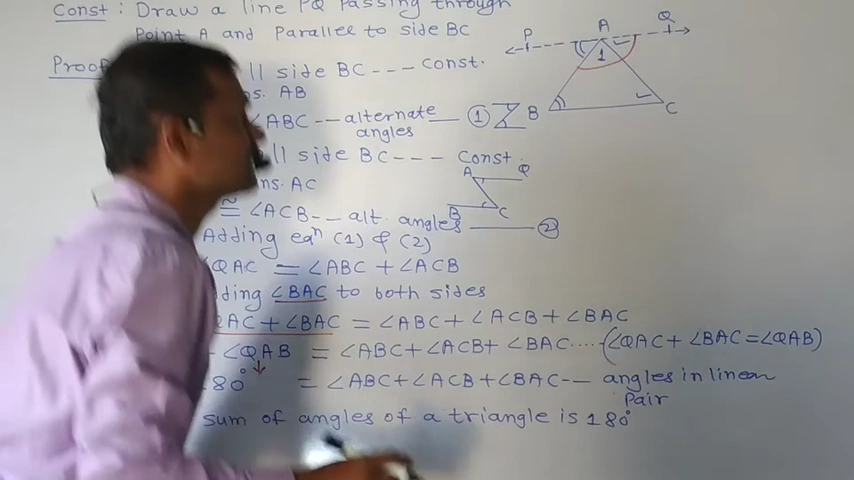 Const : Draw a line PQ Passing through
Point A and Parallel to side BC
Proof ll side BC --- Const.
ns. AB
∠ABC -- alternate angles — ①
ll side BC --- Const.
ns. AC
≅ ∠ACB -- alt. angles — ②
Adding eqⁿ (1) & (2)
∠QAC = ∠ABC + ∠ACB
ding ∠BAC to both sides
QAC + ∠BAC = ∠ABC + ∠ACB + ∠BAC
∠QAB = ∠ABC + ∠ACB + ∠BAC .... (∠QAC + ∠BAC = ∠QAB)
180° = ∠ABC + ∠ACB + ∠BAC -- angles in linear Pair
sum of angles of a triangle is 180°
P A Q
1
B C
A Q
B C